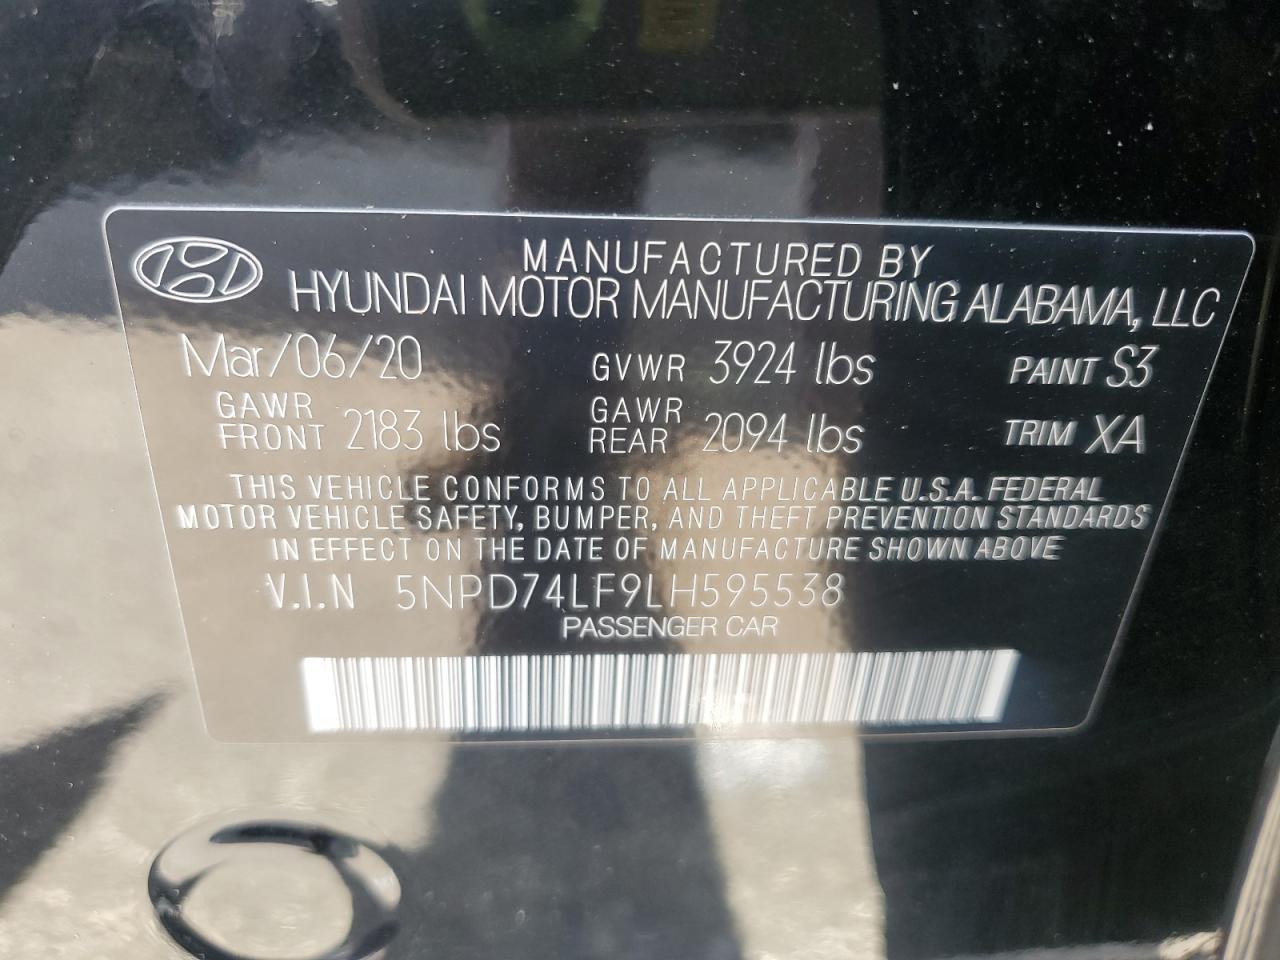 MANUFACTURED BY
HYUNDAI MOTOR MANUFACTURING ALABAMA, LLC
Mar/06/20 GVWR 3924 lbs PAINT S3
GAWR FRONT 2183 lbs GAWR REAR 2094 lbs TRIM XA
THIS VEHICLE CONFORMS TO ALL APPLICABLE U.S.A. FEDERAL
MOTOR VEHICLE SAFETY, BUMPER, AND THEFT PREVENTION STANDARDS
IN EFFECT ON THE DATE OF MANUFACTURE SHOWN ABOVE
V.I.N 5NPD74LF9LH595538
PASSENGER CAR